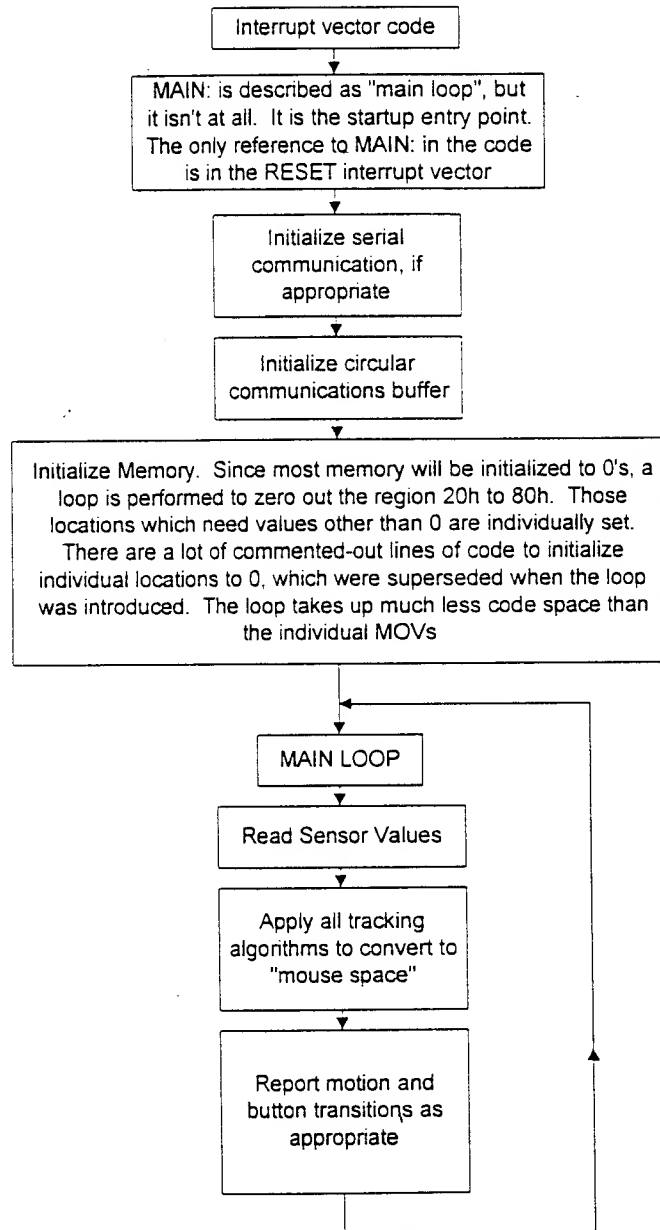 Interrupt vector code
MAIN: is described as "main loop", but
it isn't at all. It is the startup entry point.
The only reference to MAIN: in the code
is in the RESET interrupt vector
Initialize serial
communication, if
appropriate
Initialize circular
communications buffer
Initialize Memory. Since most memory will be initialized to 0's, a
loop is performed to zero out the region 20h to 80h. Those
locations which need values other than 0 are individually set.
There are a lot of commented-out lines of code to initialize
individual locations to 0, which were superseded when the loop
was introduced. The loop takes up much less code space than
the individual MOVs
MAIN LOOP
Read Sensor Values
Apply all tracking
algorithms to convert to
"mouse space"
Report motion and
button transitions as
appropriate